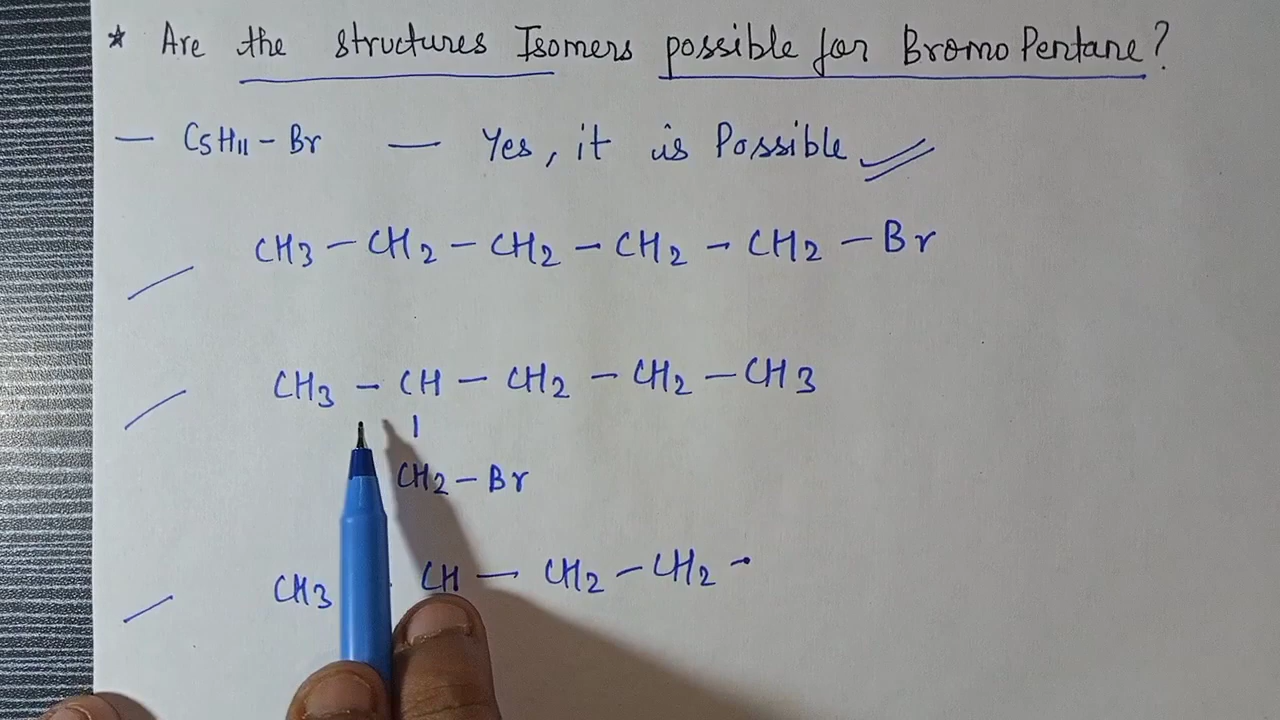 * Are the structures Isomers possible for Bromo Pentane?
— C5H11 - Br — Yes, it is Possible
CH3 - CH2 - CH2 - CH2 - CH2 - Br
CH3 - CH - CH2 - CH2 - CH3
|
CH2 - Br
CH3 - CH - CH2 - CH2 -